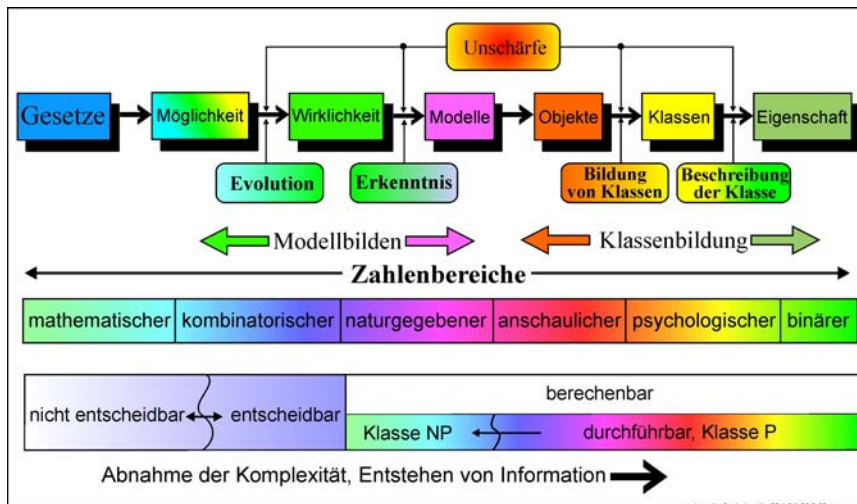 Unschärfe
Gesetze Möglichkeit Wirklichkeit Modelle Objekte Klassen Eigenschaft
Evolution Erkenntnis Bildung von Klassen Beschreibung der Klasse
Modellbilden Klassenbildung
Zahlenbereiche
mathematischer kombinatorischer naturgegebener anschaulicher psychologischer binärer
berechenbar
nicht entscheidbar entscheidbar
Klasse NP durchführbar, Klasse P
Abnahme der Komplexität, Entstehen von Information